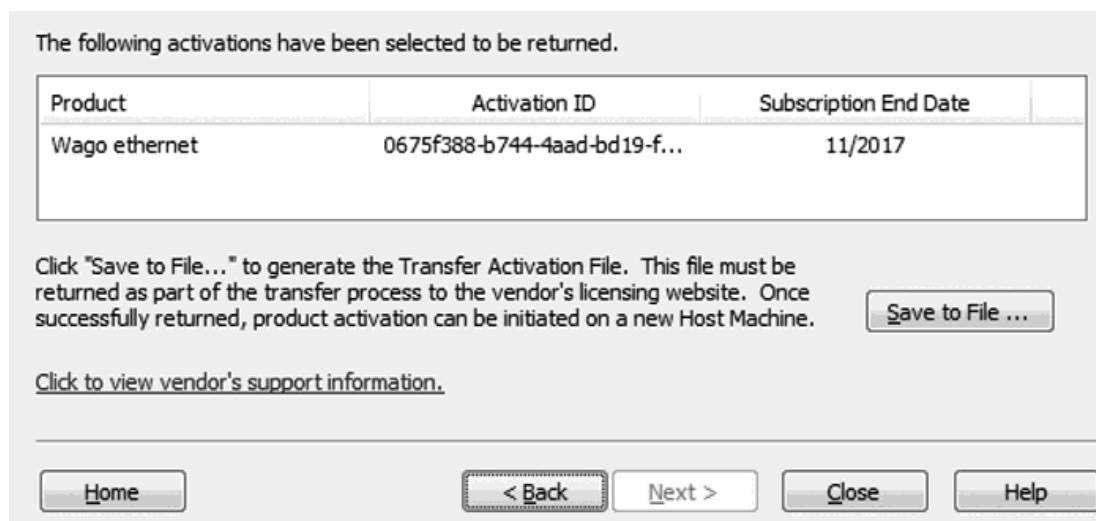 The following activations have been selected to be returned.
Product Activation ID Subscription End Date
Wago ethernet 0675f388-b744-4aad-bd19-f... 11/2017
Click "Save to File..." to generate the Transfer Activation File. This file must be
returned as part of the transfer process to the vendor's licensing website. Once
successfully returned, product activation can be initiated on a new Host Machine.
Save to File ...
Click to view vendor's support information.
Home < Back Next > Close Help